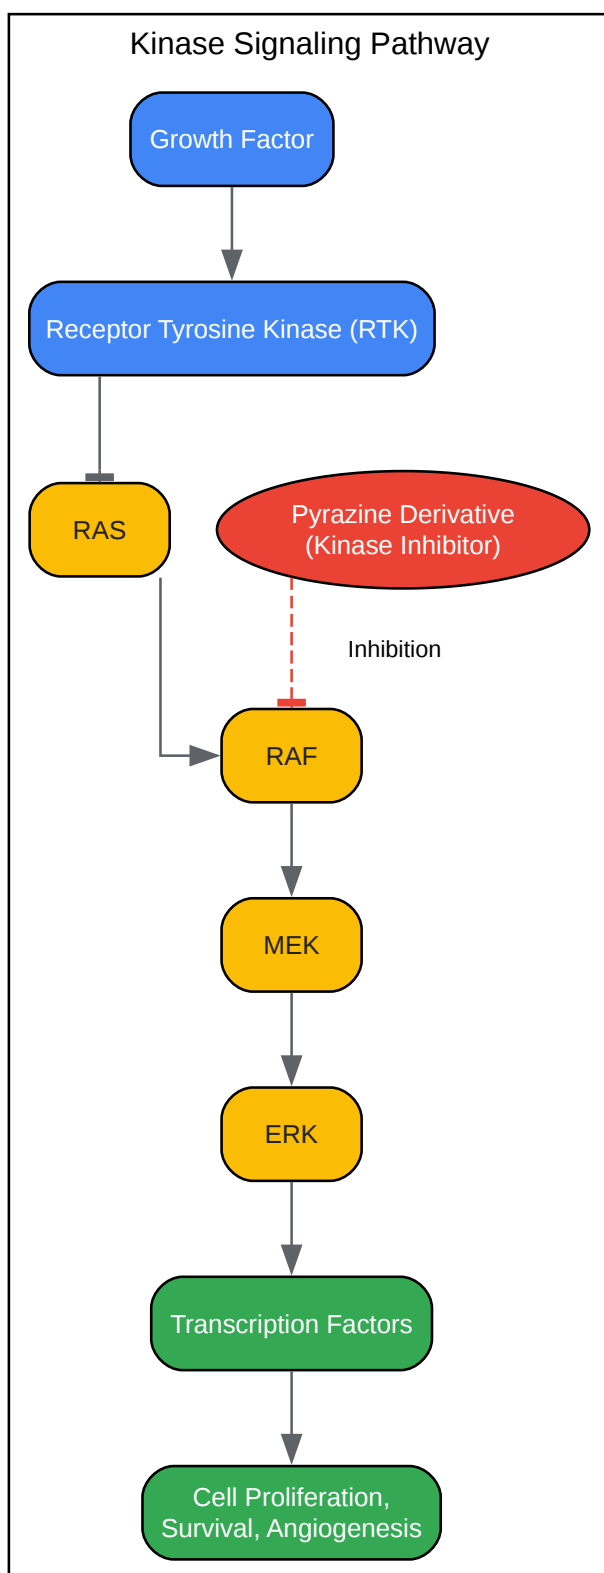 Kinase Signaling Pathway
Growth Factor
Receptor Tyrosine Kinase (RTK)
RAS
Pyrazine Derivative
(Kinase Inhibitor)
Inhibition
RAF
MEK
ERK
Transcription Factors
Cell Proliferation,
Survival, Angiogenesis